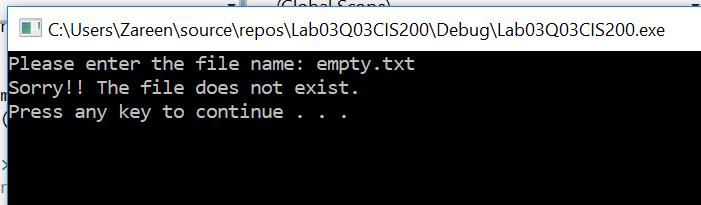 (Global Scope)
C:\Users\Zareen\source\repos\Lab03Q03CIS200\Debug\Lab03Q03CIS200.exe
Please enter the file name: empty.txt
Sorry!! The file does not exist.
Press any key to continue . . .